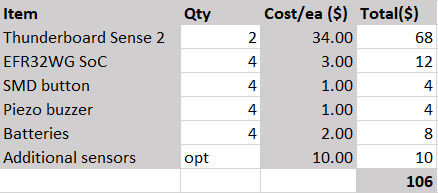 Item Qty Cost/ea ($) Total($)
Thunderboard Sense 2 2 34.00 68
EFR32WG SoC 4 3.00 12
SMD button 4 1.00 4
Piezo buzzer 4 1.00 4
Batteries 4 2.00 8
Additional sensors opt 10.00 10
106